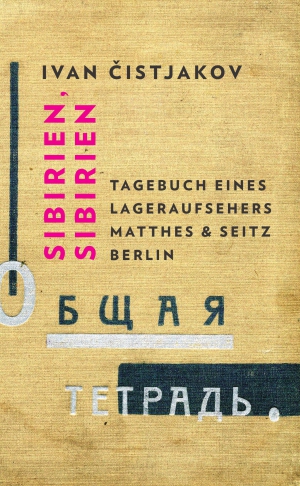 IVAN ČISTJAKOV
SIBIRIEN,
SIBIRIEN
TAGEBUCH EINES
LAGERAUFSEHERS
MATTHES & SEITZ
BERLIN
ОБЩАЯ
ТЕТРАДЬ.